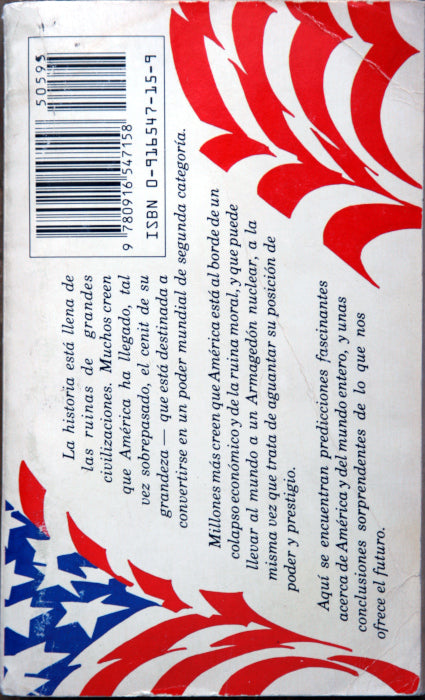 La historia está llena de
las ruinas de grandes
civilizaciones. Muchos creen
que América ha llegado, tal
vez sobrepasado, el cenit de su
grandeza — que está destinada a
convertirse en un poder mundial de segunda categoría.
Millones más creen que América está al borde de un
colapso económico y de la ruina moral, y que puede
llevar al mundo a un Armagedón nuclear, a la
misma vez que trata de aguantar su posición de
poder y prestigio.
Aquí se encuentran predicciones fascinantes
acerca de América y del mundo entero, y unas
conclusiones sorprendentes de lo que nos
ofrece el futuro.
50595
9 780916 547158
ISBN 0-916547-15-9